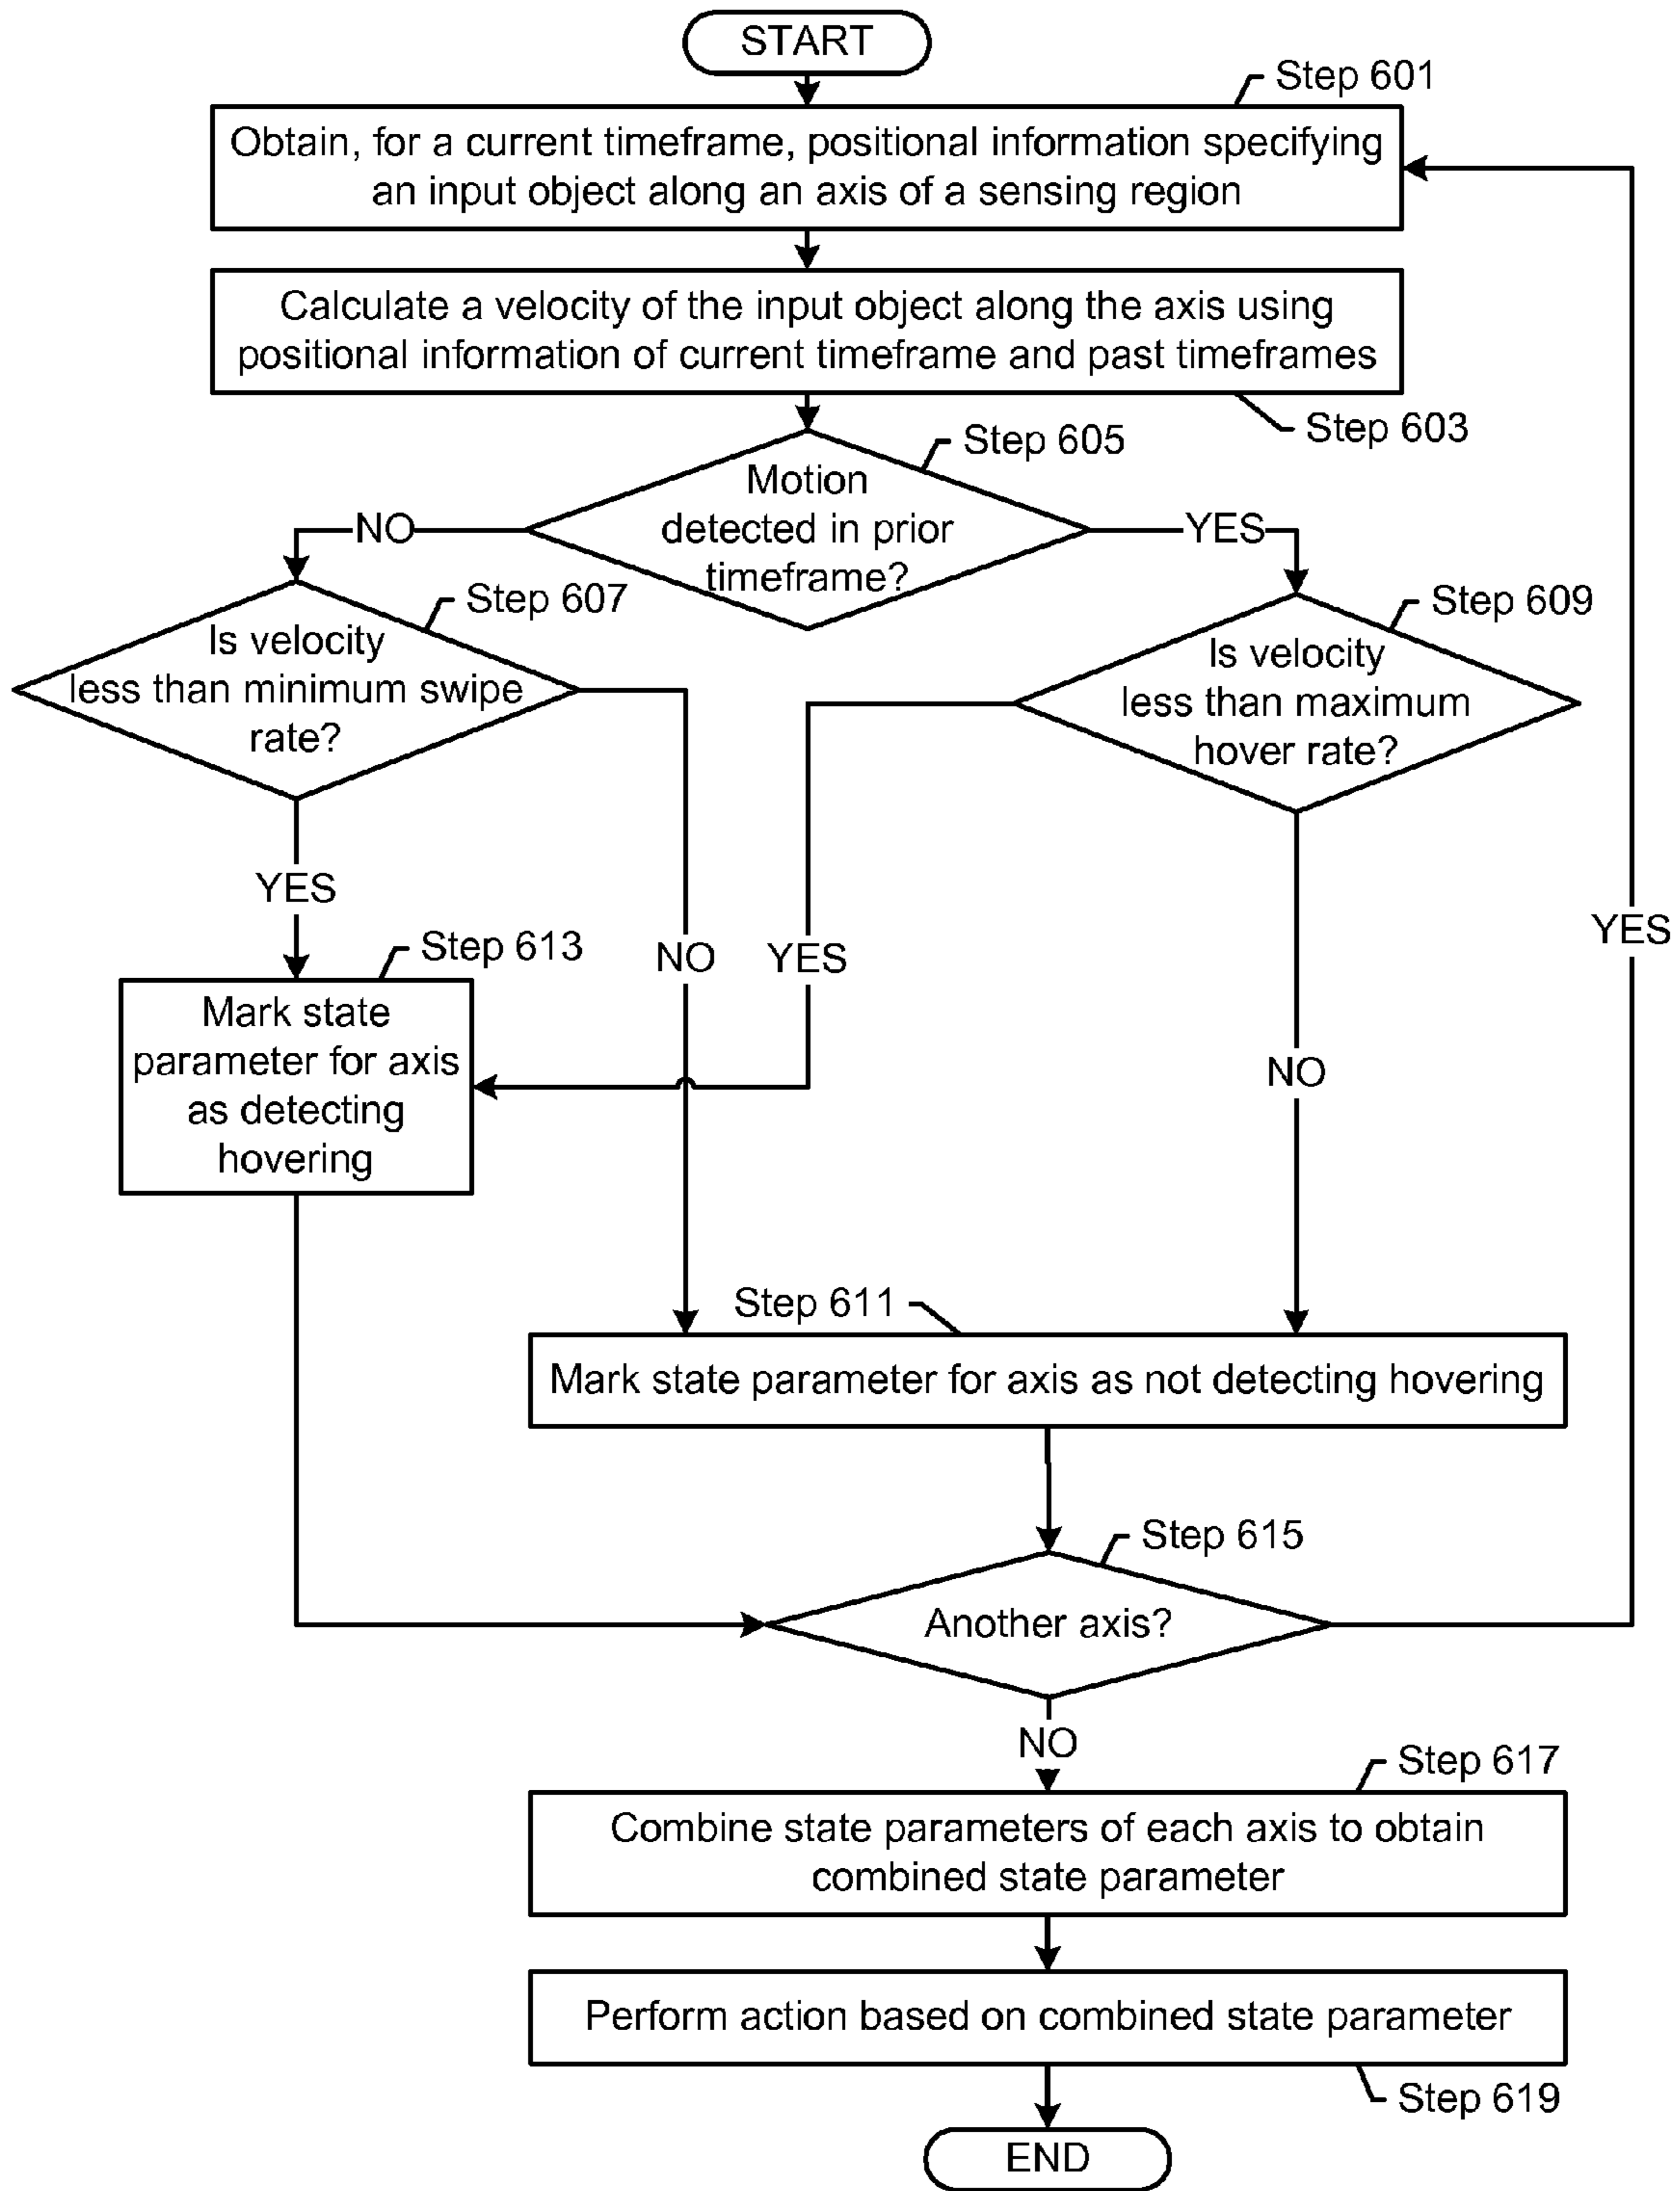 START
Step 601
Obtain, for a current timeframe, positional information specifying
an input object along an axis of a sensing region
Calculate a velocity of the input object along the axis using
positional information of current timeframe and past timeframes
Step 603
Step 605
Motion
detected in prior
timeframe?
NO
YES
Step 607
Is velocity
less than minimum swipe
rate?
Step 609
Is velocity
less than maximum
hover rate?
YES
NO
YES
NO
YES
Step 613
Mark state
parameter for axis
as detecting
hovering
Step 611
Mark state parameter for axis as not detecting hovering
Step 615
Another axis?
NO
Step 617
Combine state parameters of each axis to obtain
combined state parameter
Perform action based on combined state parameter
Step 619
END